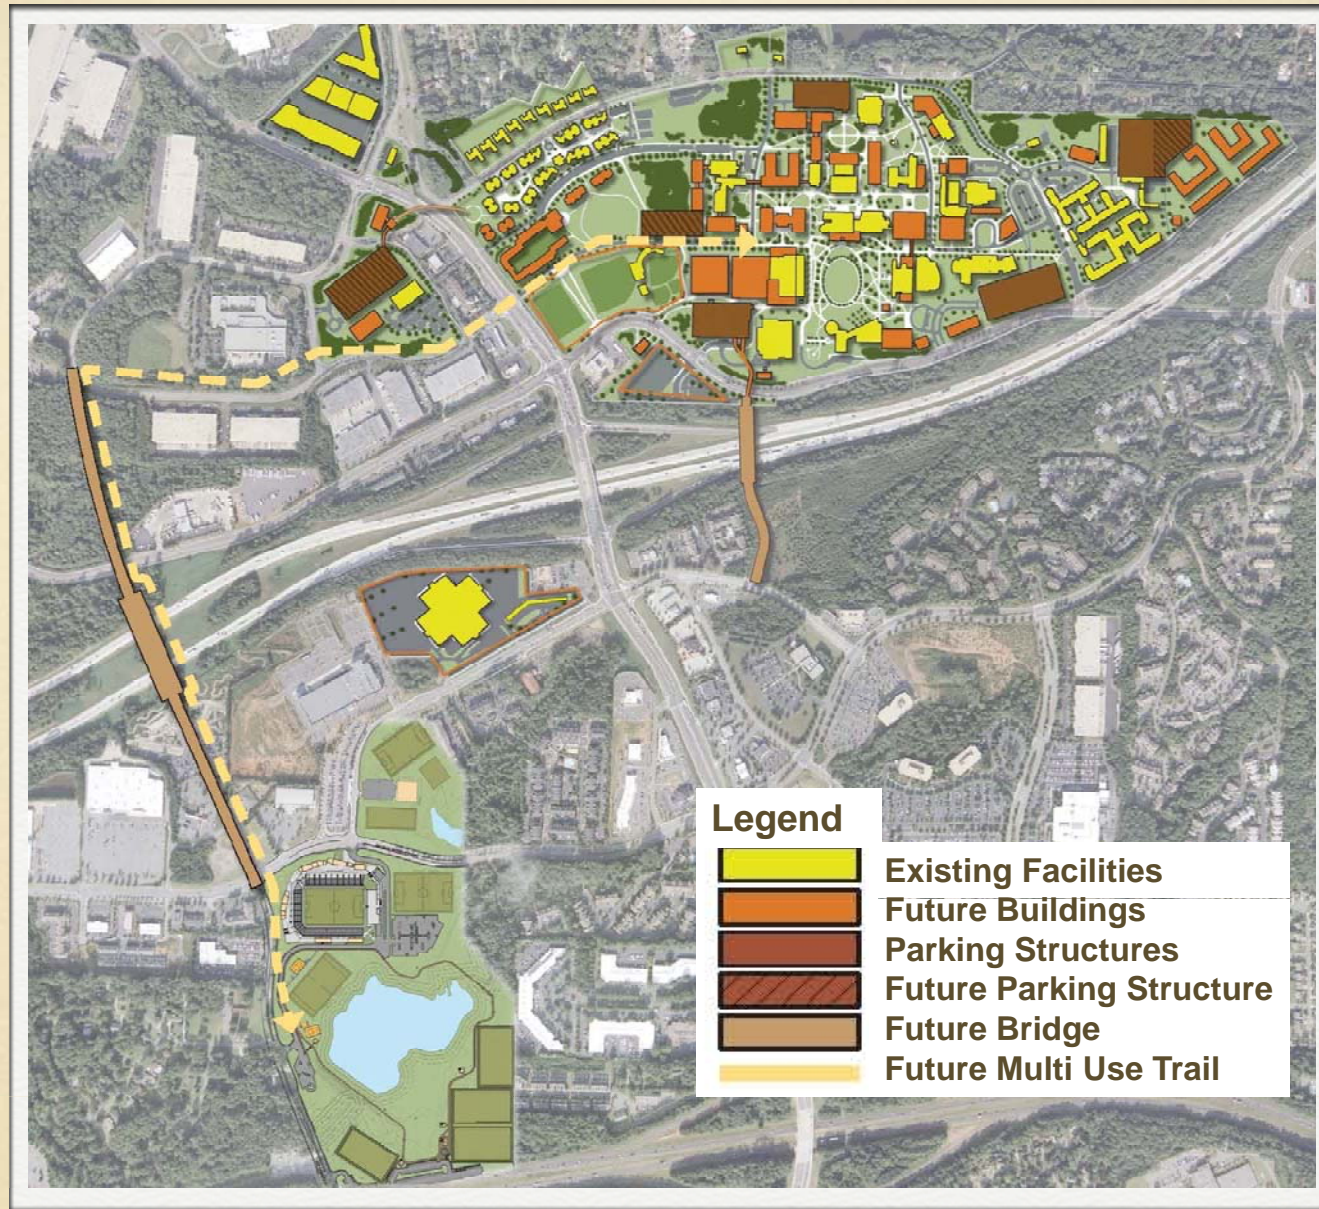 Legend
Existing Facilities
Future Buildings
Parking Structures
Future Parking Structure
Future Bridge
Future Multi Use Trail